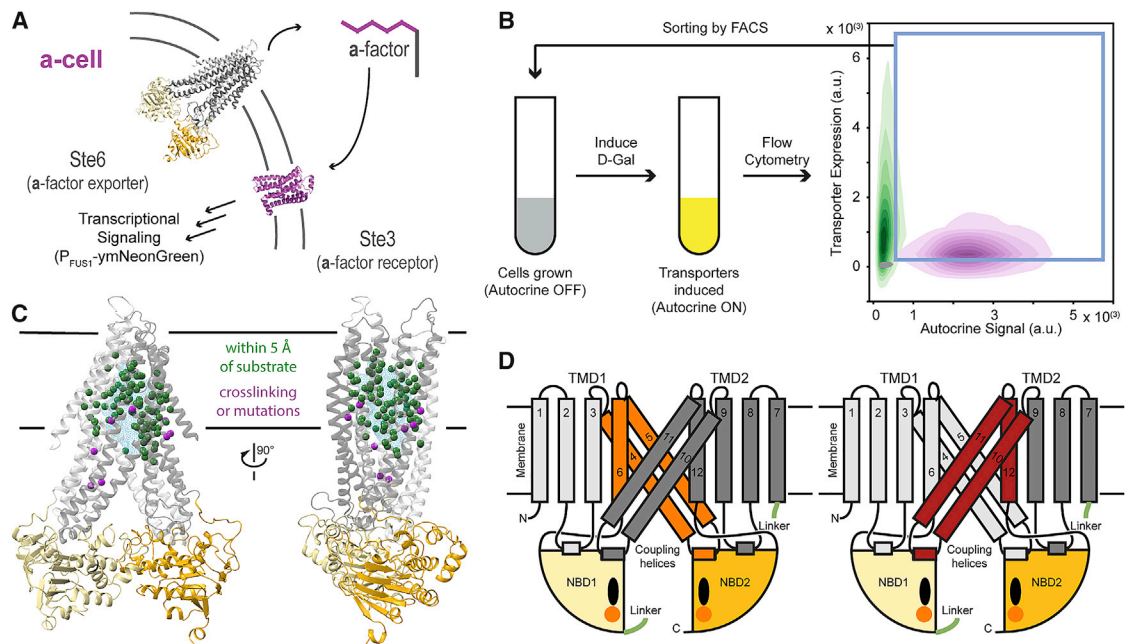 A
a-cell
a-factor
Ste6
(a-factor exporter)
Transcriptional
Signaling
(PFUS1-ymNeonGreen)
Ste3
(a-factor receptor)
B
Sorting by FACS
Induce
D-Gal
Flow
Cytometry
Cells grown
(Autocrine OFF)
Transporters
induced
(Autocrine ON)
x 10(3)
Transporter Expression (a.u.)
6
4
2
0
0 1 3 5 x 10(3)
Autocrine Signal (a.u.)
C
within 5 Å
of substrate
crosslinking
or mutations
90°
D
TMD1 TMD2
Membrane
1 2 3 6 5 4 11 10 12 9 8 7
N
Linker
Coupling
helices
NBD1 NBD2
Linker
C
TMD1 TMD2
Membrane
1 2 3 6 5 4 11 10 12 9 8 7
N
Linker
Coupling
helices
NBD1 NBD2
Linker
C